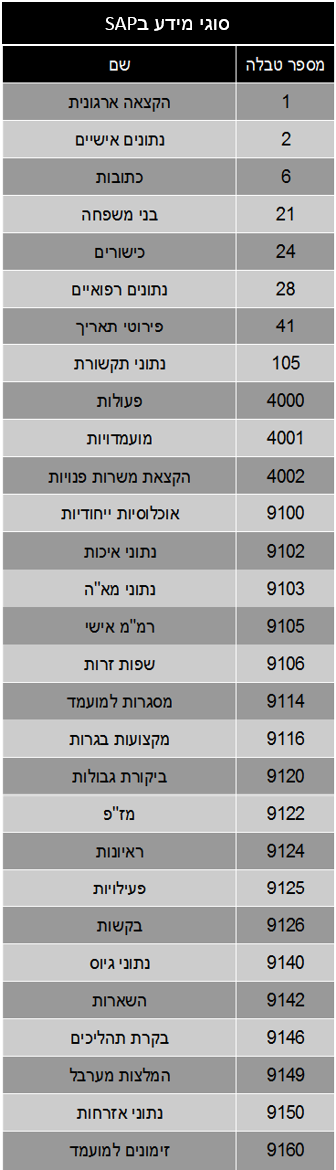 סוגי מידע בSAP
מספר טבלה שם
1 הקצאה ארגונית
2 נתונים אישיים
6 כתובות
21 בני משפחה
24 כישורים
28 נתונים רפואיים
41 פירוטי תאריך
105 נתוני תקשורת
4000 פעולות
4001 מועמדויות
4002 הקצאת משרות פנויות
9100 אוכלוסיות ייחודיות
9102 נתוני איכות
9103 נתוני מא"ה
9105 רמ"מ אישי
9106 שפות זרות
9114 מסגרות למועמד
9116 מקצועות בגרות
9120 ביקורת גבולות
9122 מז"פ
9124 ראיונות
9125 פעילויות
9126 בקשות
9140 נתוני גיוס
9142 השארות
9146 בקרת תהליכים
9149 המלצות מערבל
9150 נתוני אזרחות
9160 זימונים למועמד